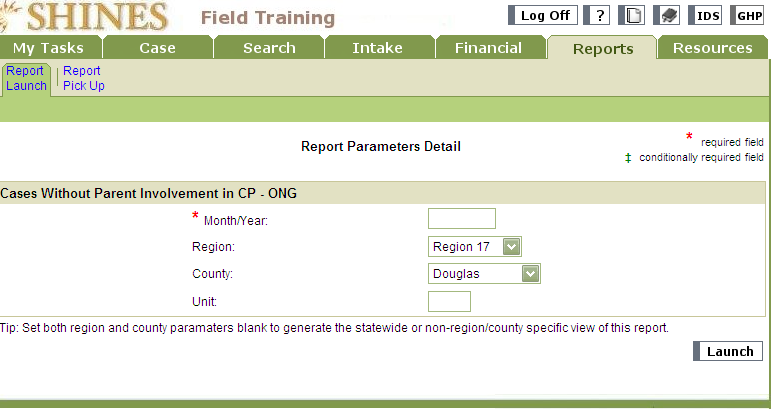 SHINES
Field Training
Log Off ? IDS GHP
My Tasks Case Search Intake Financial Reports Resources
Report Launch
Report Pick Up
Report Parameters Detail
* required field
‡ conditionally required field
Cases Without Parent Involvement in CP - ONG
* Month/Year:
Region: Region 17
County: Douglas
Unit:
Tip: Set both region and county paramaters blank to generate the statewide or non-region/county specific view of this report.
Launch